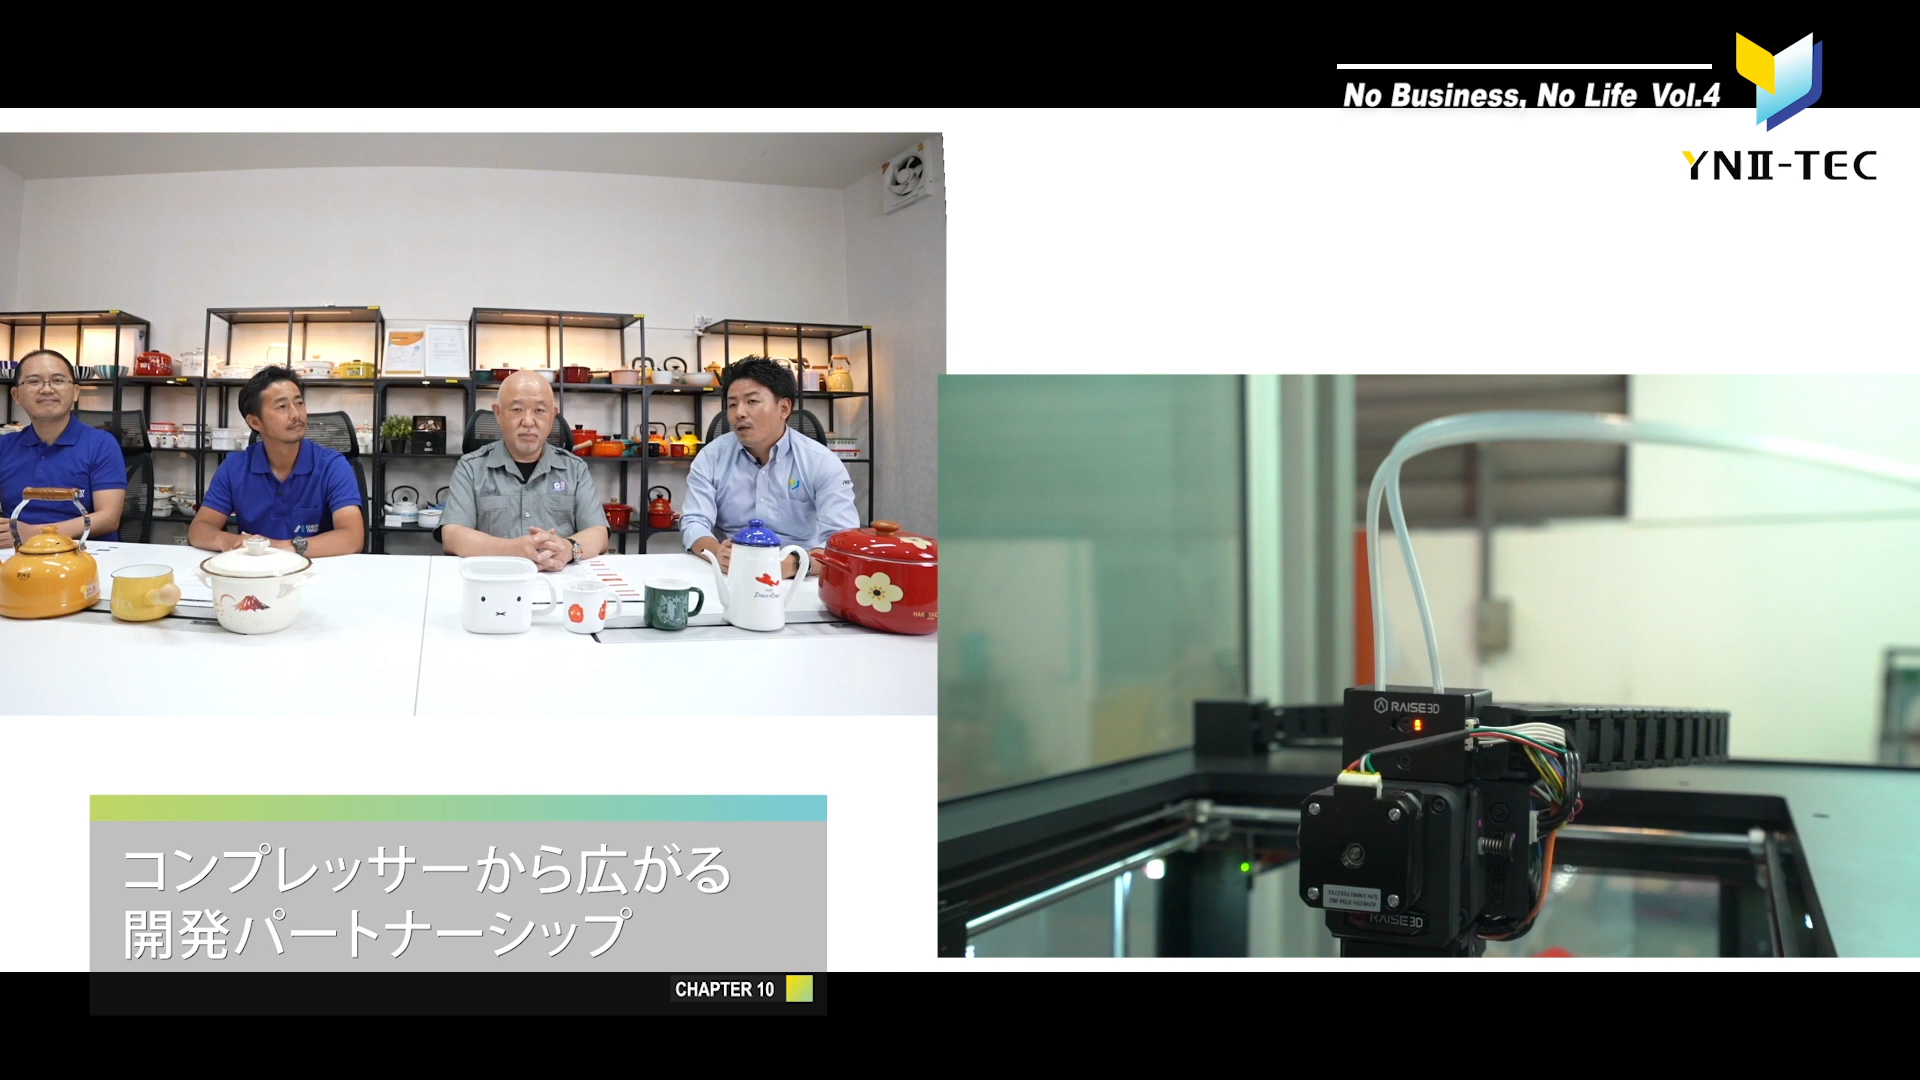 No Business, No Life Vol.4
YNⅡ-TEC
RAISE3D
RAISE3D
コンプレッサーから広がる
開発パートナーシップ
CHAPTER 10